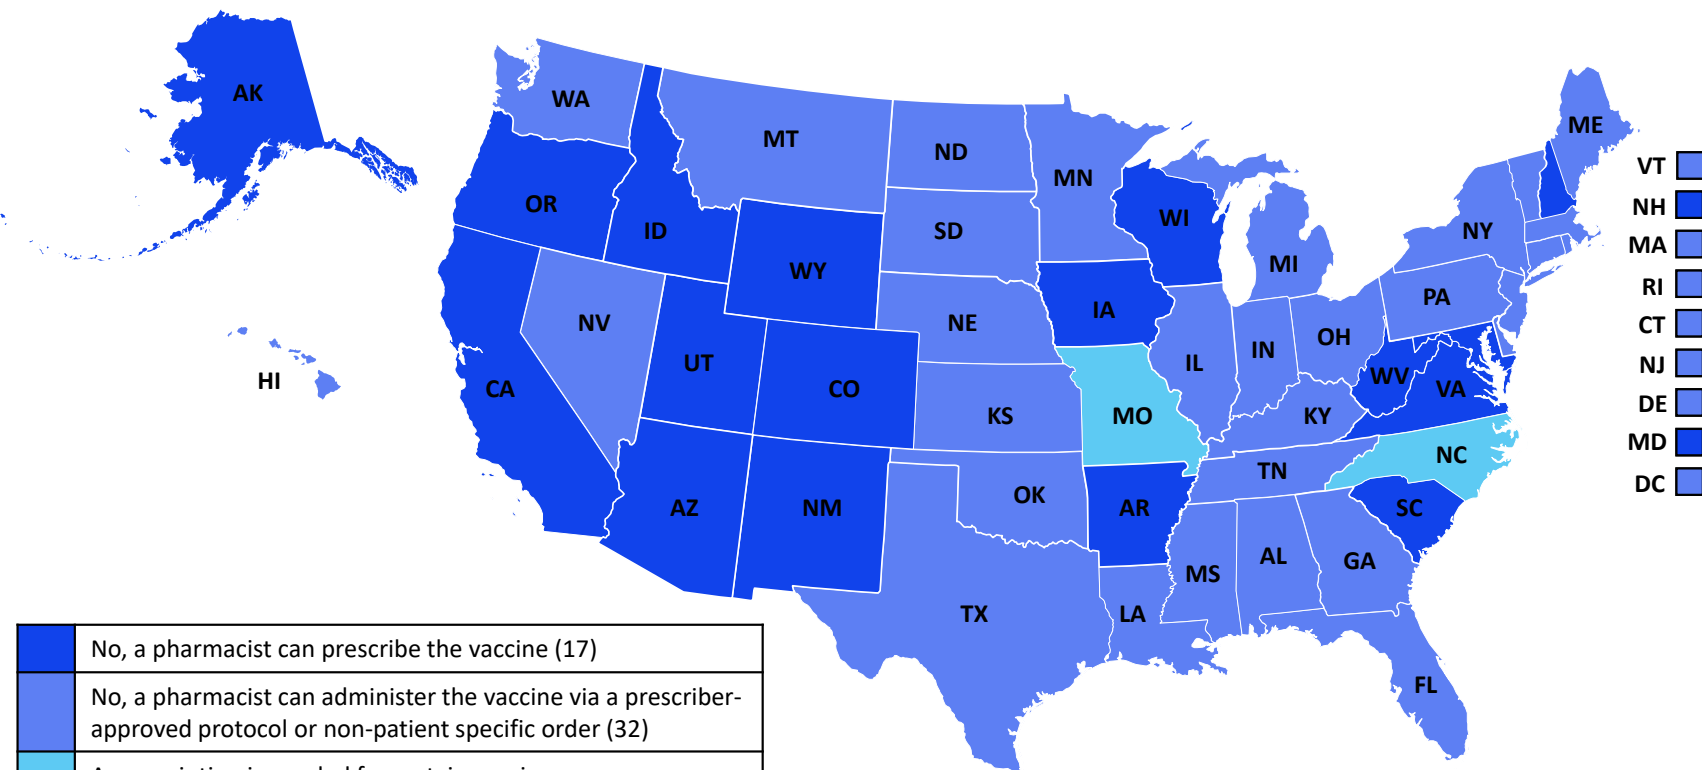 AK
WA
MT
ND
MN
ME
VT
NH
OR
ID
SD
WI
NY
MA
WY
MI
RI
PA
NV
NE
IA
CT
OH
IN
IL
UT
NJ
HI
CA
CO
WV
VA
DE
KS
MO
KY
MD
NC
TN
DC
OK
AZ
NM
AR
SC
AL
GA
MS
TX
LA
FL
No, a pharmacist can prescribe the vaccine (17)
No, a pharmacist can administer the vaccine via a prescriber-
approved protocol or non-patient specific order (32)